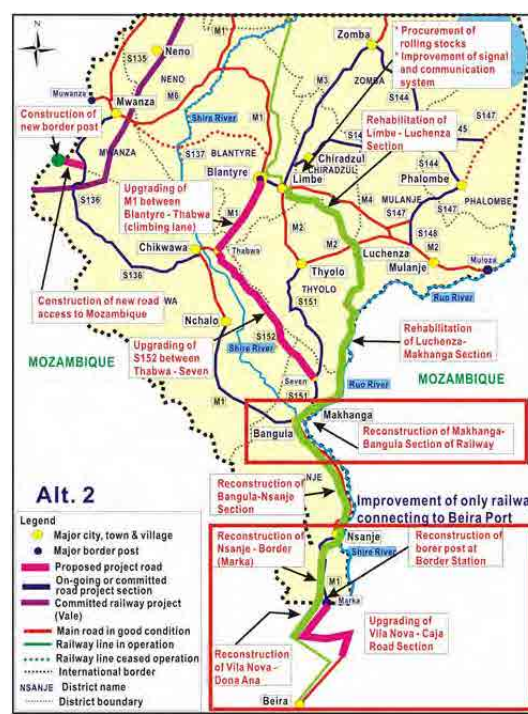 Zomba
* Procurement of
rolling stocks
* Improvement of signal
and communication
system
N
Neno
S135
NENO
M6
M1
M3
ZOMBA
S144
S147
Muwanza
Mwanza
Shire River
Rehabilitation
of Limbe - Luchenza
Section
Construction of
new border post
MWANZA
S137
BLANTYRE
M1
Chiradzul
CHIRADZUL
S144
45
S144
Phalombe
Blantyre
Limbe
Upgrading of
M1 between
Blantyre - Thabwa
(climbing lane)
S136
M4
MULANJE
S147
S147
PHALOMBE
M1
M2
M2
S148
M2
Luchenza
Mulanje
Muloza
Chikwawa
Thabwa
Thyolo
THYOLO
S151
Ruo River
S136
WA
Construction of new road
access to Mozambique
Nchalo
S152
Upgrading of
S152 between
Thabwa - Seven
Shire River
Rehabilitation
of Luchenza-
Makhanga Section
MOZAMBIQUE
MOZAMBIQUE
Ruo River
Seven
S151
M1
Makhanga
Bangula
Reconstruction of Makhanga-
Bangula Section of Railway
Alt. 2
Reconstruction of
Bangula-Nsanje
Section
NJE
Improvement of only railwa
connecting to Beira Port
Legend
Major city, town & village
Major border post
Proposed project road
On-going or committed
road project section
Committed railway project
(Vale)
Main road in good condition
Railway line in operation
Railway line ceased operation
International border
NSANJE District name
District boundary
Reconstruction of
Nsanje - Border
(Marka)
Nsanje
Shire River
Reconstruction of
borer post at
Border Station
M1
Marka
Upgrading of
Vila Nova - Caja
Road Section
Reconstruction
of Vila Nova -
Dona Ana
Beira